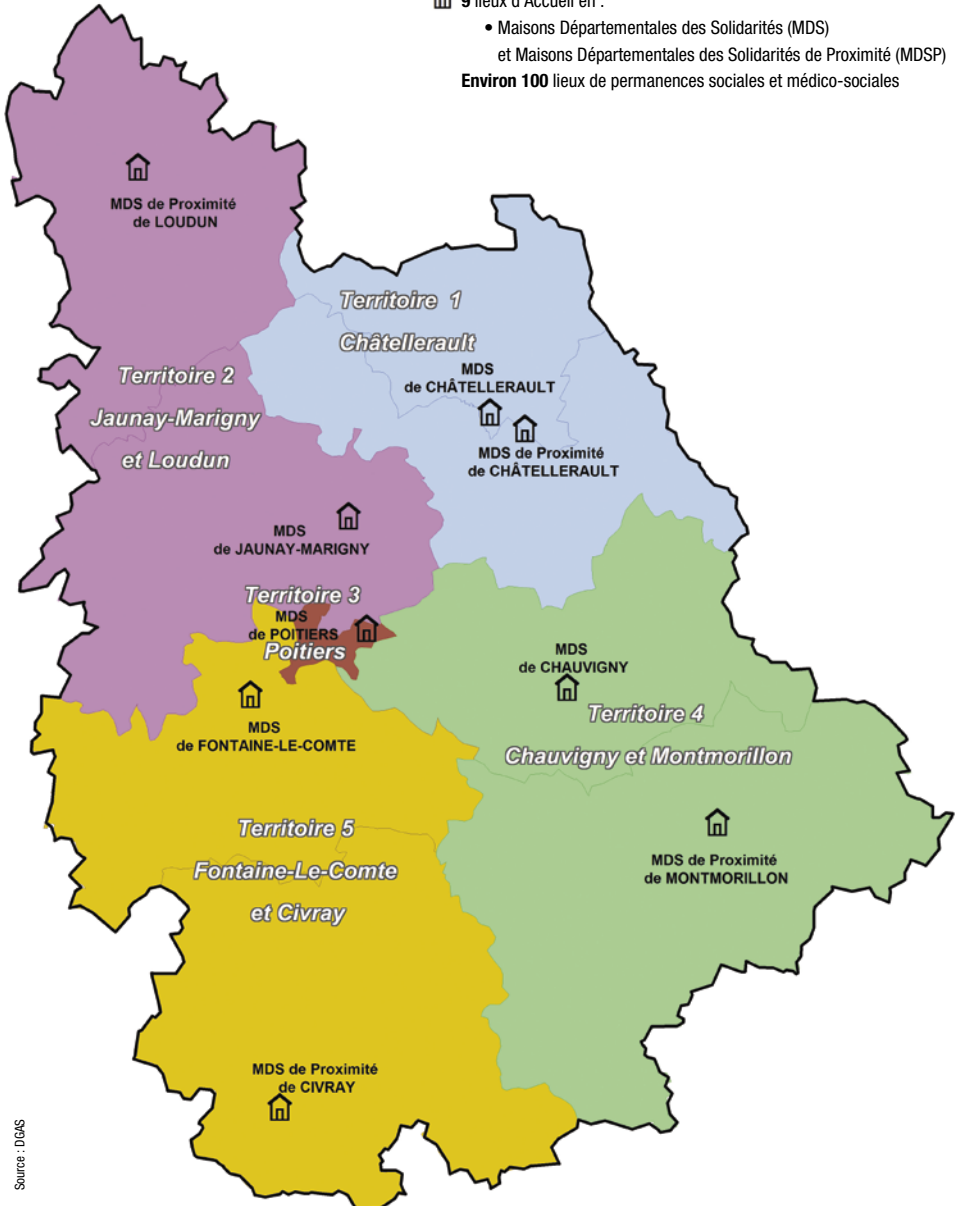 9 lieux d'Accueil en :
• Maisons Départementales des Solidarités (MDS)
et Maisons Départementales des Solidarités de Proximité (MDSP)
Environ 100 lieux de permanences sociales et médico-sociales
MDS de Proximité
de LOUDUN
Territoire 1
Châtellerault
MDS
de CHÂTELLERAULT
MDS de Proximité
de CHÂTELLERAULT
Territoire 2
Jaunay-Marigny
et Loudun
MDS
de JAUNAY-MARIGNY
Territoire 3
MDS
de POITIERS
Poitiers
MDS
de CHAUVIGNY
Territoire 4
Chauvigny et Montmorillon
MDS
de FONTAINE-LE-COMTE
MDS de Proximité
de MONTMORILLON
Territoire 5
Fontaine-Le-Comte
et Civray
MDS de Proximité
de CIVRAY
Source : DGAS